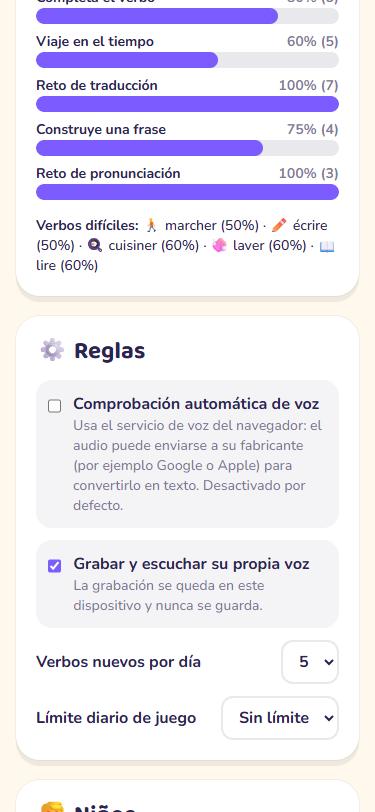 Completa el verbo
Viaje en el tiempo 60% (5)
Reto de traducción 100% (7)
Construye una frase 75% (4)
Reto de pronunciación 100% (3)
Verbos difíciles: marcher (50%) · écrire
(50%) · cuisiner (60%) · laver (60%) ·
lire (60%)
Reglas
Comprobación automática de voz
Usa el servicio de voz del navegador: el
audio puede enviarse a su fabricante
(por ejemplo Google o Apple) para
convertirlo en texto. Desactivado por
defecto.
Grabar y escuchar su propia voz
La grabación se queda en este
dispositivo y nunca se guarda.
Verbos nuevos por día 5
Límite diario de juego Sin límite
Niños